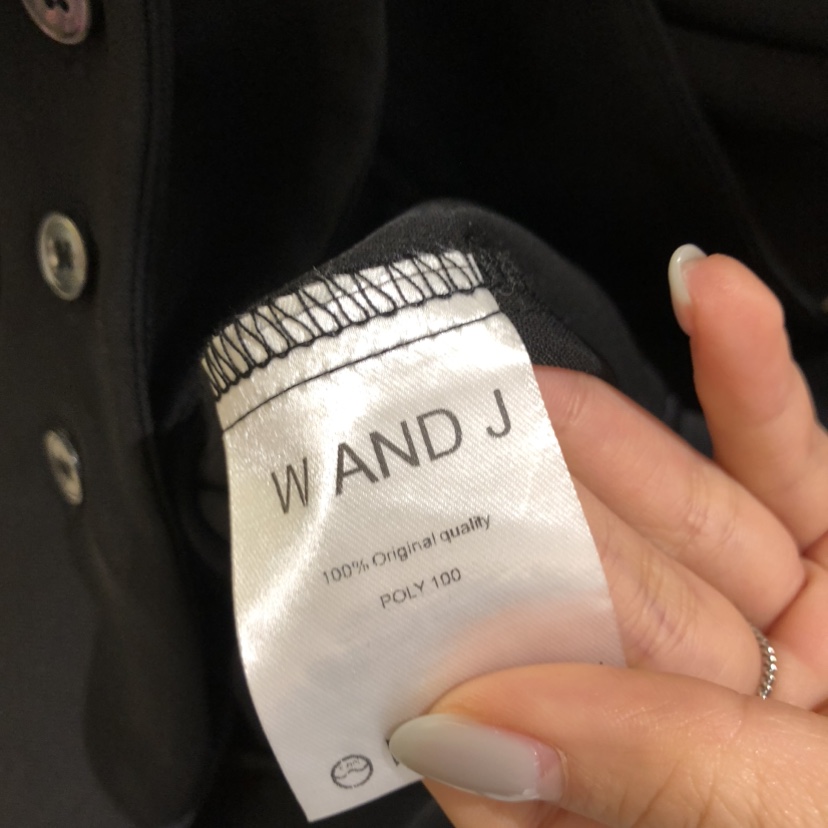 W AND J
100% Original quality
POLY 100